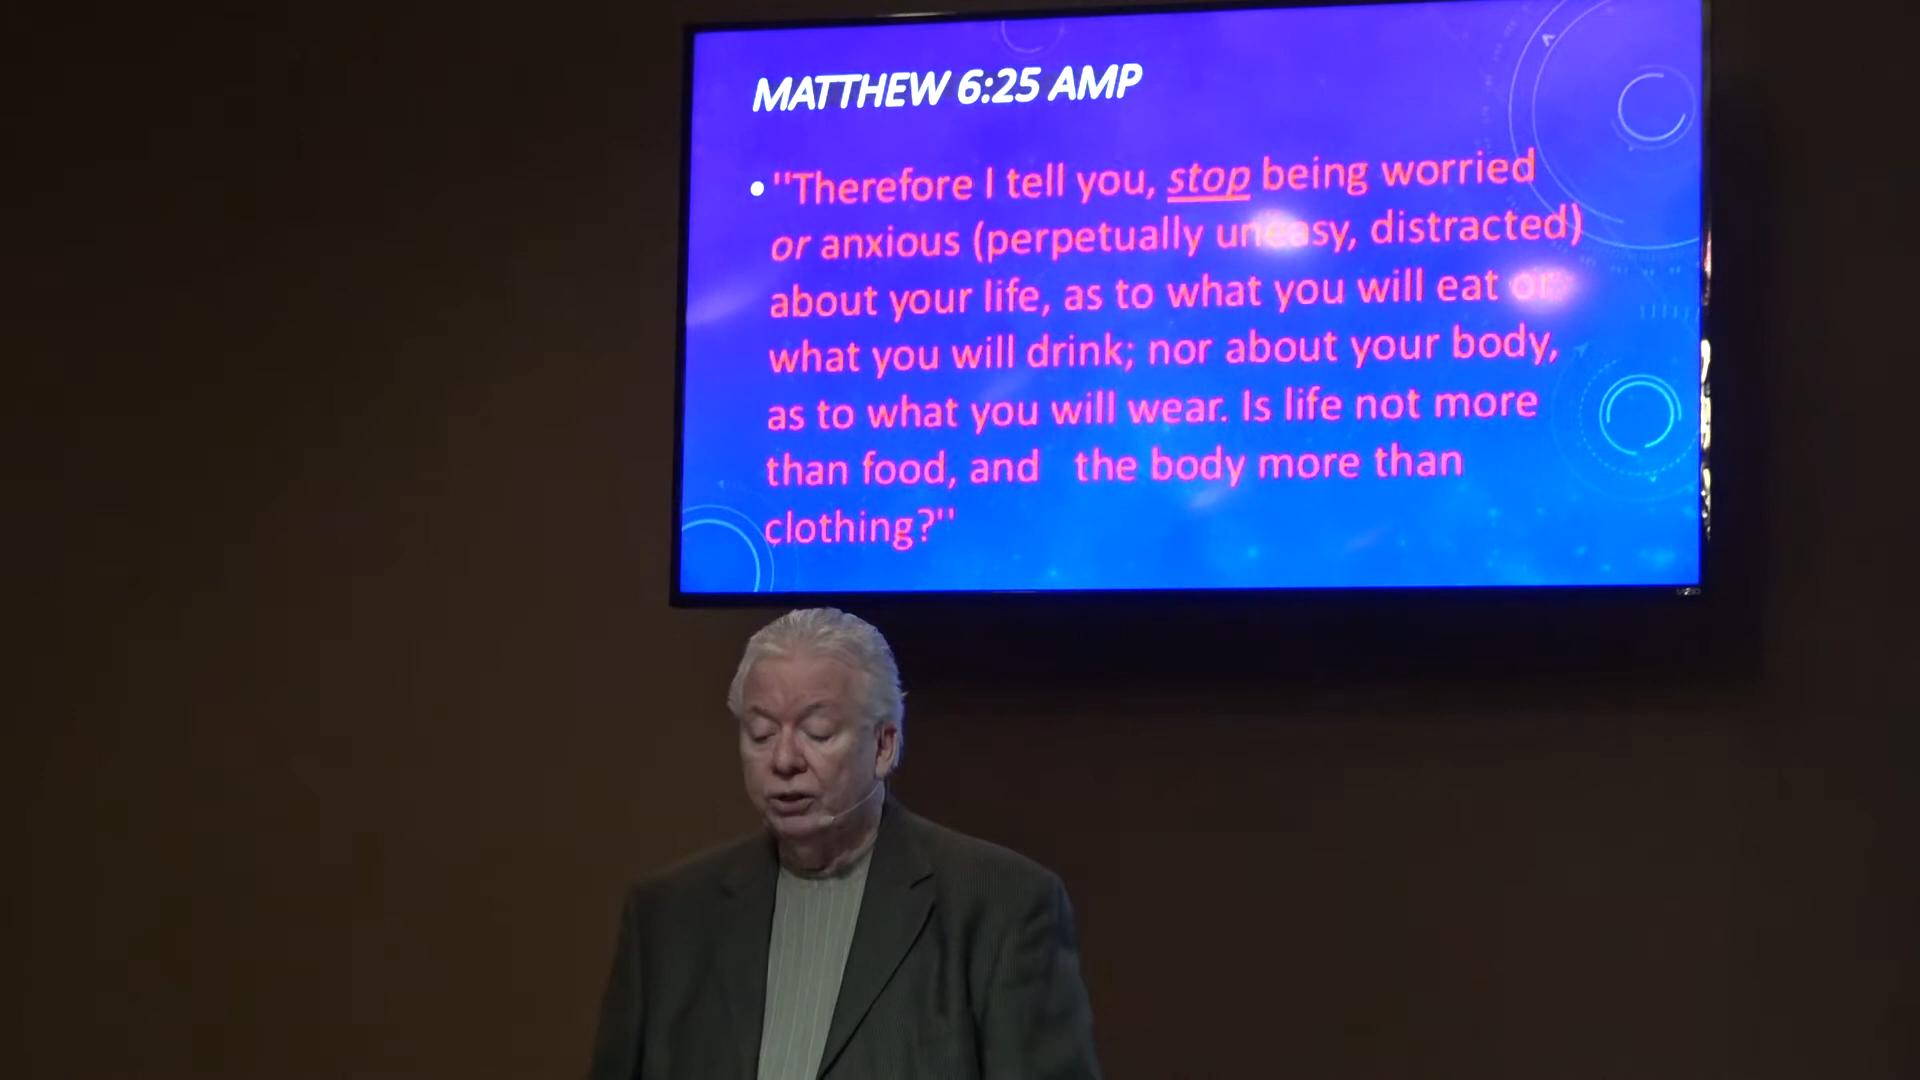 MATTHEW 6:25 AMP
• "Therefore I tell you, stop being worried
or anxious (perpetually uneasy, distracted)
about your life, as to what you will eat or
what you will drink; nor about your body,
as to what you will wear. Is life not more
than food, and the body more than
clothing?"
VIZIO